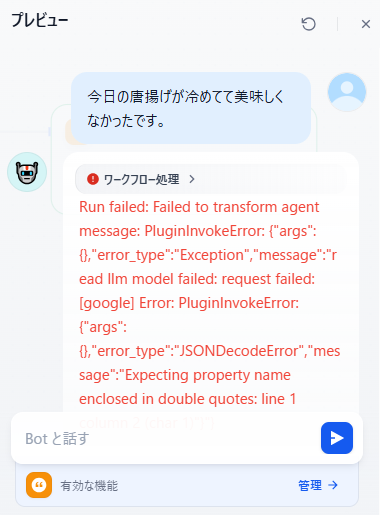 プレビュー
今日の唐揚げが冷めてて美味しく
なかったです。
ワークフロー処理
Run failed: Failed to transform agent
message: PluginInvokeError: {"args":
{},"error_type":"Exception","message":"r
ead llm model failed: request failed:
[google] Error: PluginInvokeError:
{"args":
{},"error_type":"JSONDecodeError","mes
sage":"Expecting property name
enclosed in double quotes: line 1
Bot と話す
有効な機能
管理